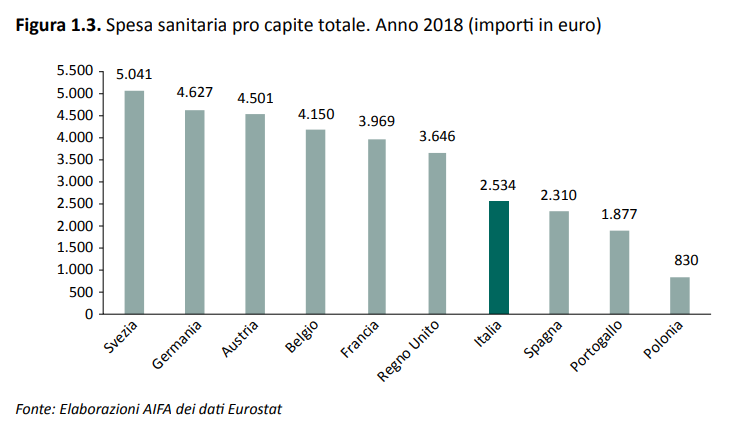 Figura 1.3. Spesa sanitaria pro capite totale. Anno 2018 (importi in euro)
5.500
5.000
4.500
4.000
3.500
3.000
2.500
2.000
1.500
1.000
500
0
5.041
4.627
4.501
4.150
3.969
3.646
2.534
2.310
1.877
830
Svezia
Germania
Austria
Belgio
Francia
Regno Unito
Italia
Spagna
Portogallo
Polonia
Fonte: Elaborazioni AIFA dei dati Eurostat